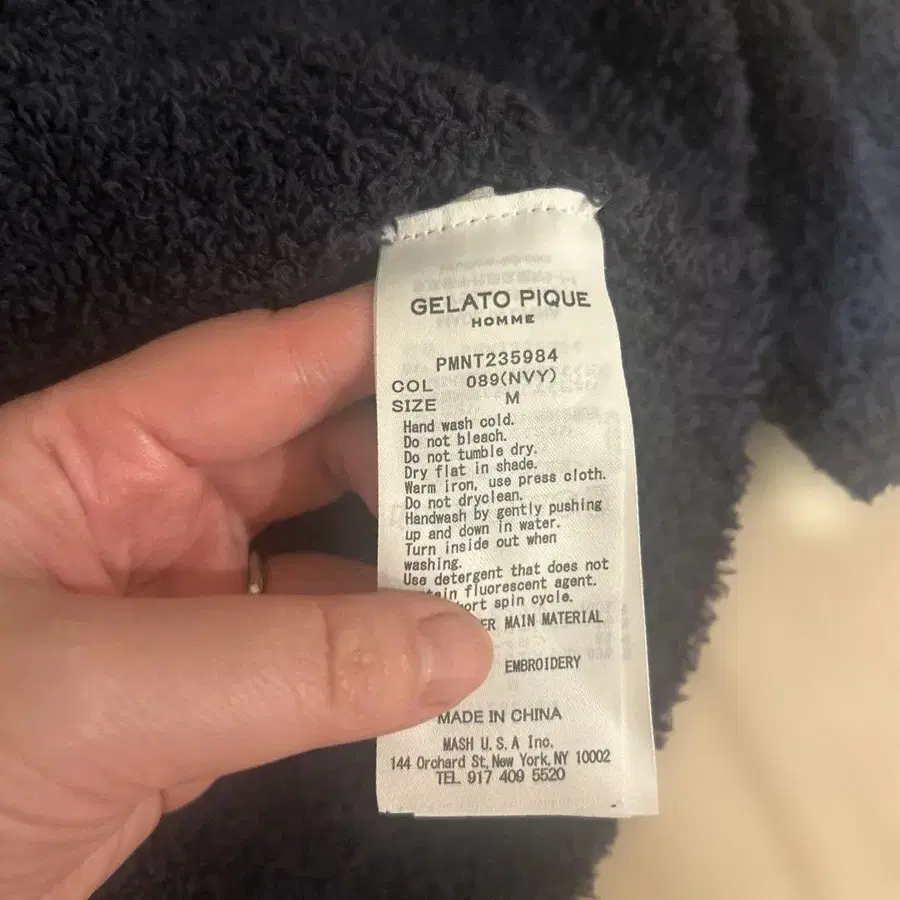 GELATO PIQUE
HOMME
PMNT235984
COL 089(NVY)
SIZE M
Hand wash cold.
Do not bleach.
Do not tumble dry.
Dry flat in shade.
Warm iron, use press cloth.
Do not dryclean.
Handwash by gently pushing
up and down in water.
Turn inside out when
washing.
Use detergent that does not
fluorescent agent.
spin cycle.
MAIN MATERIAL
EMBROIDERY
MADE IN CHINA
MASH U.S.A Inc.
144 Orchard St, New York, NY 10002
TEL 917 409 5520